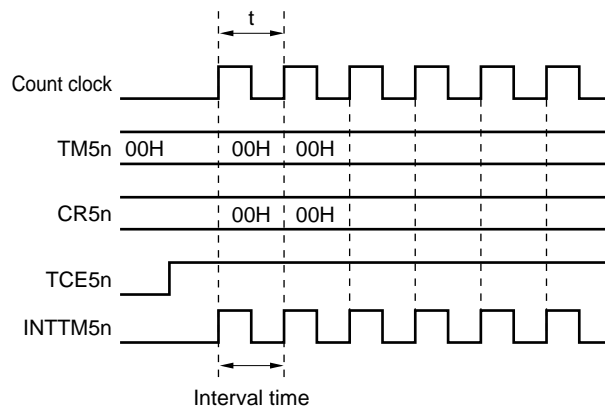 t
Count clock
TM5n 00H 00H 00H
CR5n 00H 00H
TCE5n
INTTM5n
Interval time